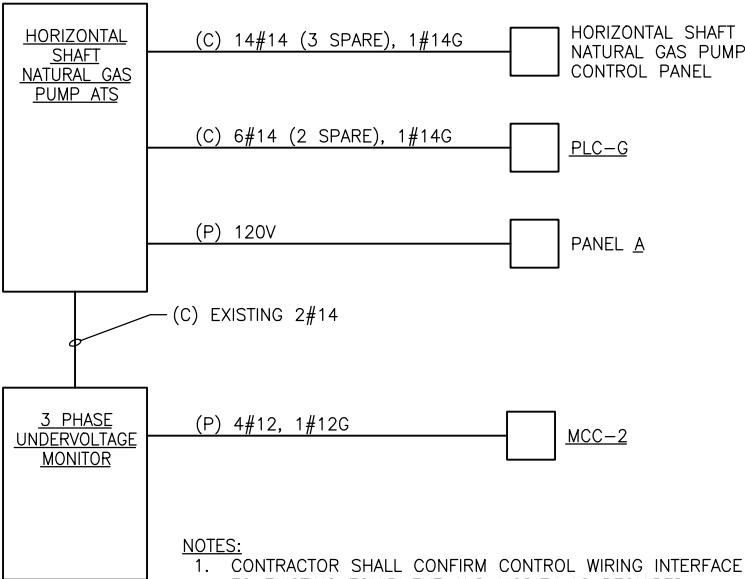 HORIZONTAL
SHAFT
NATURAL GAS
PUMP ATS
(C) 14#14 (3 SPARE), 1#14G
HORIZONTAL SHAFT
NATURAL GAS PUMP
CONTROL PANEL
(C) 6#14 (2 SPARE), 1#14G
PLC-G
(P) 120V
PANEL A
(C) EXISTING 2#14
3 PHASE
UNDERVOLTAGE
MONITOR
(P) 4#12, 1#12G
MCC-2
NOTES:
1. CONTRACTOR SHALL CONFIRM CONTROL WIRING INTERFACE